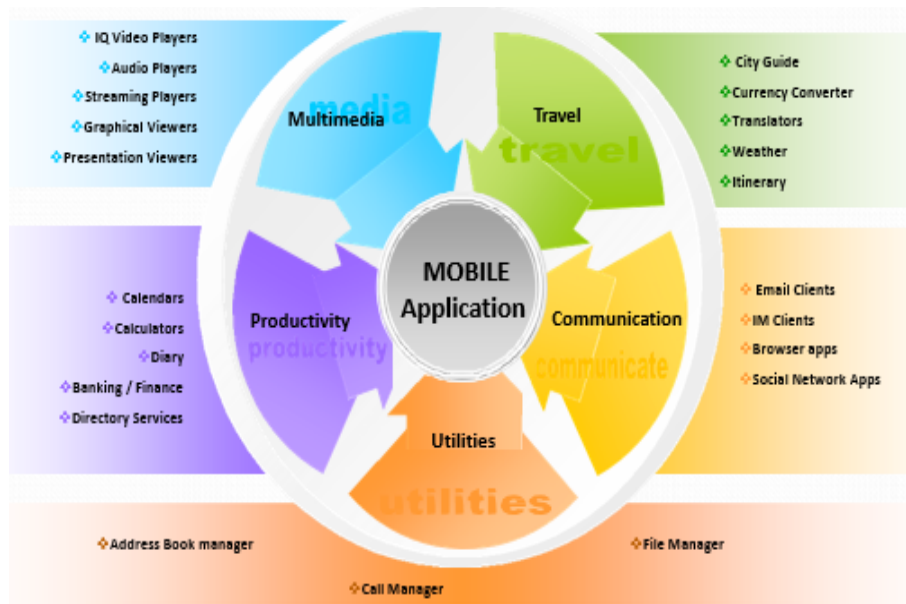 ❖ IQ Video Players
❖Audio Players
❖Streaming Players
❖Graphical Viewers
❖Presentation Viewers
media
Multimedia
Travel
travel
❖ City Guide
❖Currency Converter
❖Translators
❖Weather
❖Itinerary
MOBILE
Application
❖ Calendars
❖Calculators
❖Diary
❖Banking / Finance
❖Directory Services
Productivity
productivity
Communication
communicate
❖ Email Clients
❖IM Clients
❖Browser apps
❖Social Network Apps
Utilities
utilities
❖Address Book manager
❖Call Manager
❖File Manager